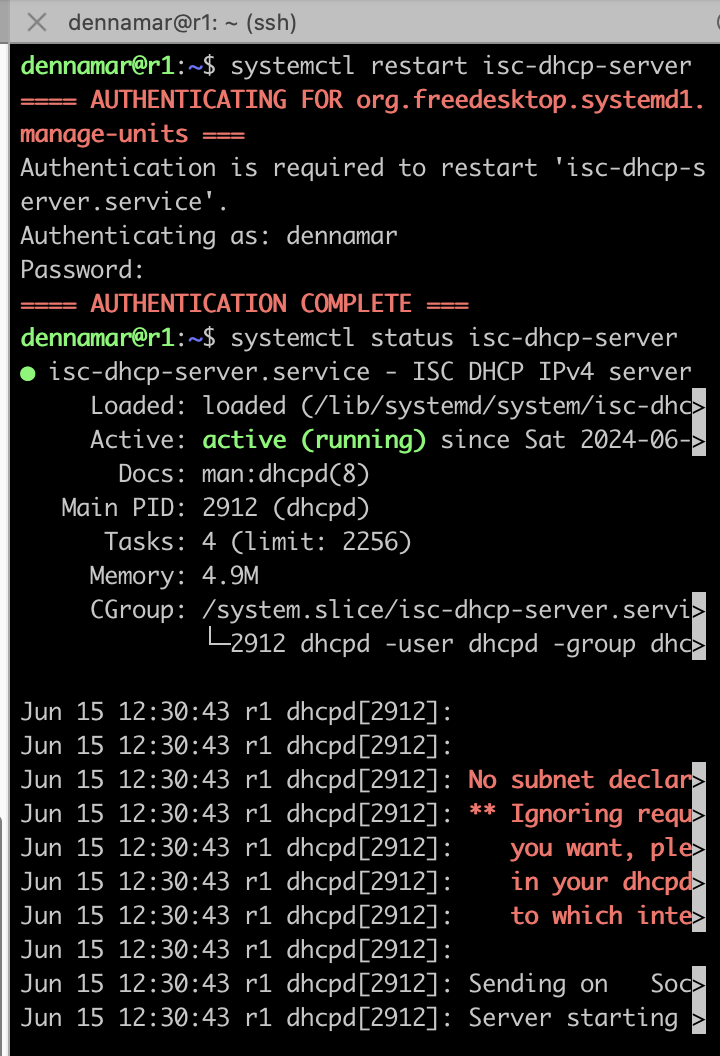 dennamar@r1: ~ (ssh)
dennamar@r1:~$ systemctl restart isc-dhcp-server
==== AUTHENTICATING FOR org.freedesktop.systemd1.
manage-units ===
Authentication is required to restart 'isc-dhcp-s
erver.service'.
Authenticating as: dennamar
Password:
==== AUTHENTICATION COMPLETE ===
dennamar@r1:~$ systemctl status isc-dhcp-server
● isc-dhcp-server.service - ISC DHCP IPv4 server
Loaded: loaded (/lib/systemd/system/isc-dhc>
Active: active (running) since Sat 2024-06->
Docs: man:dhcpd(8)
Main PID: 2912 (dhcpd)
Tasks: 4 (limit: 2256)
Memory: 4.9M
CGroup: /system.slice/isc-dhcp-server.servi>
└─2912 dhcpd -user dhcpd -group dhc>
Jun 15 12:30:43 r1 dhcpd[2912]:
Jun 15 12:30:43 r1 dhcpd[2912]:
Jun 15 12:30:43 r1 dhcpd[2912]: No subnet declar>
Jun 15 12:30:43 r1 dhcpd[2912]: ** Ignoring requ>
Jun 15 12:30:43 r1 dhcpd[2912]:    you want, ple>
Jun 15 12:30:43 r1 dhcpd[2912]:    in your dhcpd>
Jun 15 12:30:43 r1 dhcpd[2912]:    to which inte>
Jun 15 12:30:43 r1 dhcpd[2912]:
Jun 15 12:30:43 r1 dhcpd[2912]: Sending on   Soc>
Jun 15 12:30:43 r1 dhcpd[2912]: Server starting >